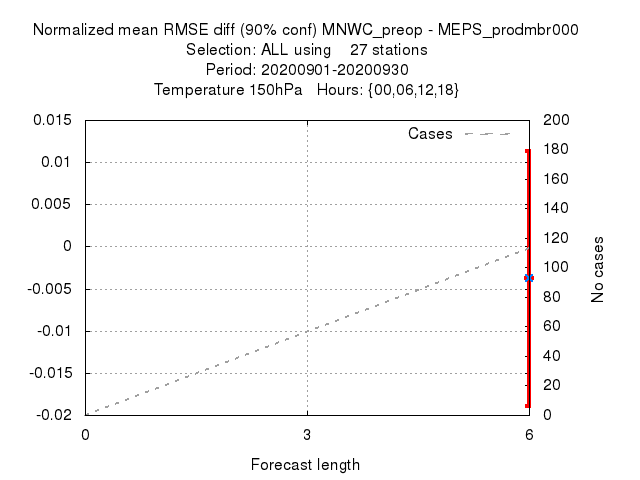 Normalized mean RMSE diff (90% conf) MNWC_preop - MEPS_prodmbr000
Selection: ALL using    27 stations
Period: 20200901-20200930
Temperature 150hPa   Hours: {00,06,12,18}
Cases
0.015
0.01
0.005
0
-0.005
-0.01
-0.015
-0.02
200
180
160
140
120
100
80
60
40
20
0
No cases
0 3 6
Forecast length